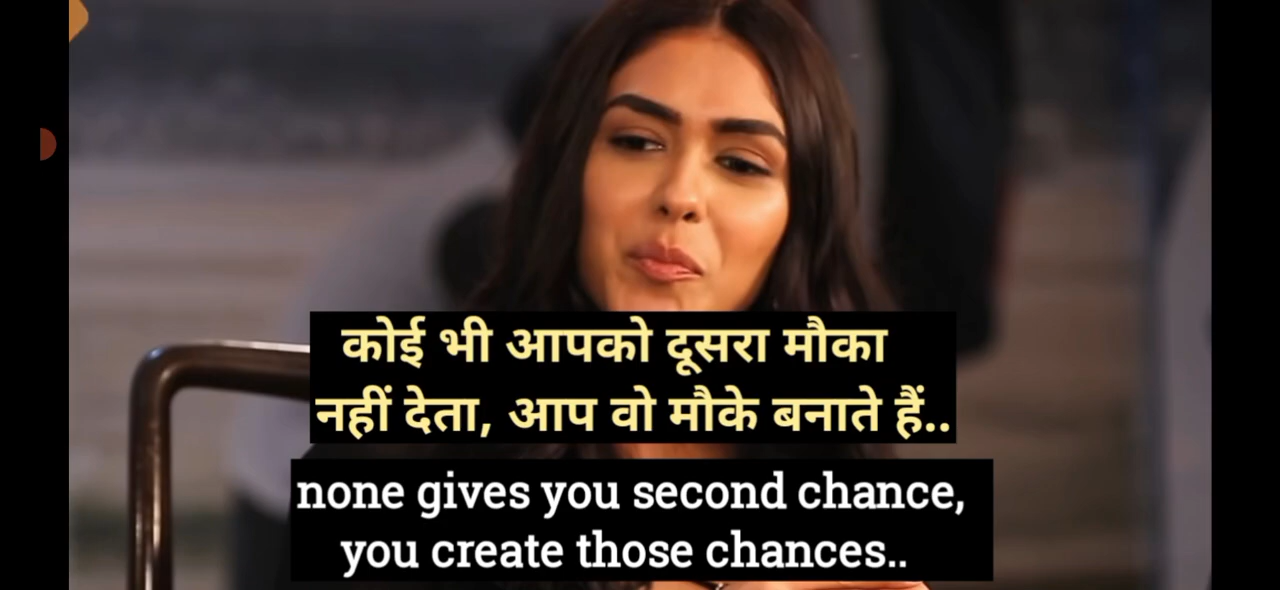 कोई भी आपको दूसरा मौका
नहीं देता, आप वो मौके बनाते हैं..
none gives you second chance,
you create those chances..